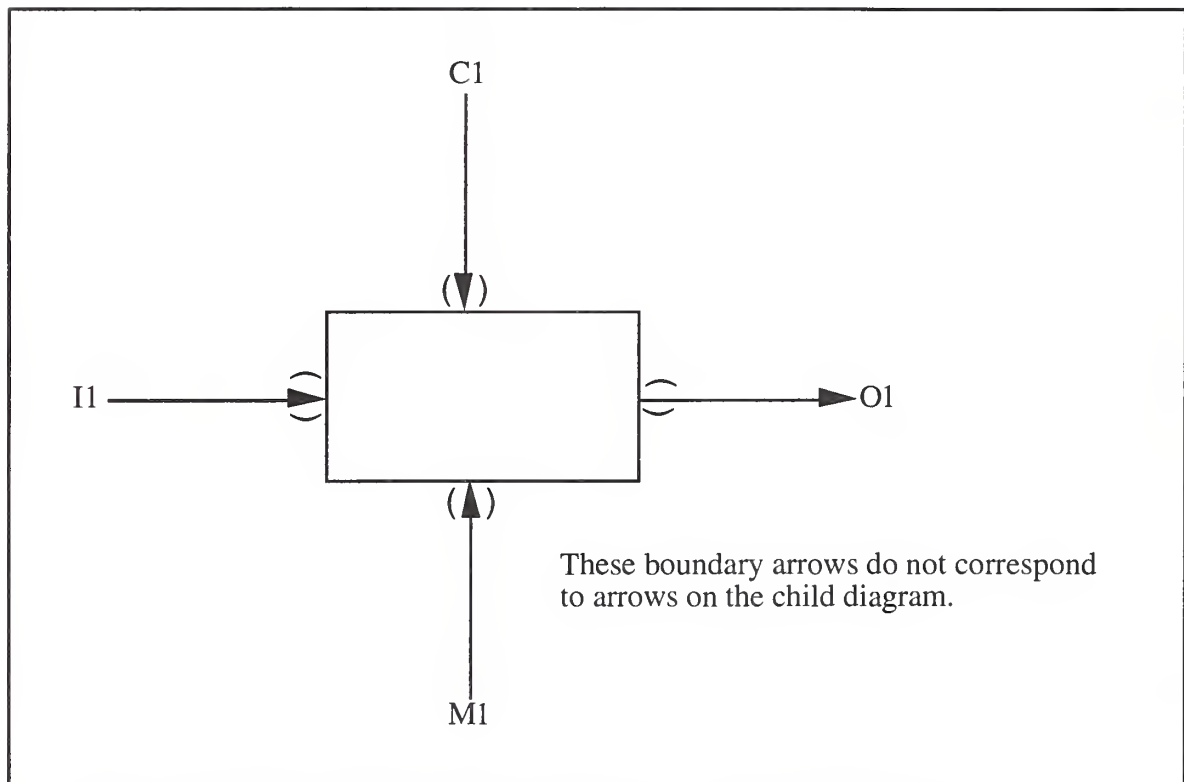 C1
I1
O1
These boundary arrows do not correspond
to arrows on the child diagram.
M1